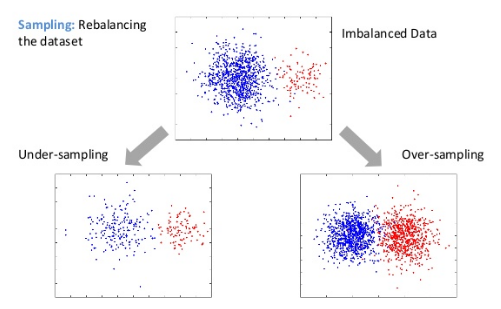 Sampling: Rebalancing
the dataset
Imbalanced Data
Under-sampling
Over-sampling